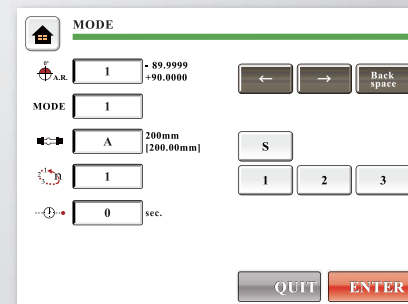 MODE
0°
A.R.
1
- 89.9999
+90.0000
MODE
1
A
200mm
[200.00mm]
n
1
0
sec.
← → Back
space
S
1 2 3
QUIT ENTER